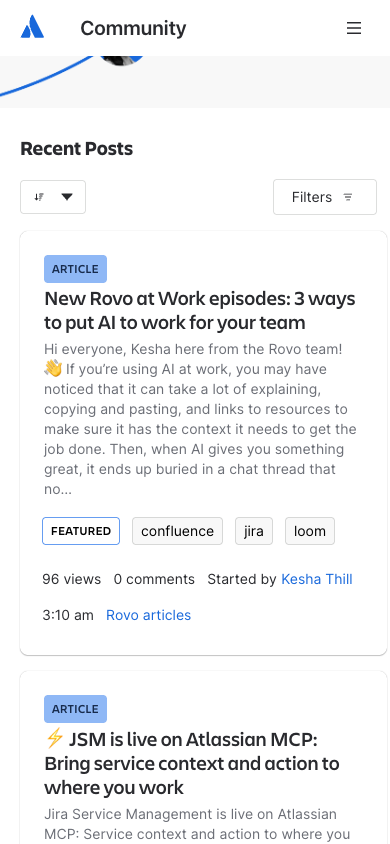 Community
Recent Posts
Filters
ARTICLE
New Rovo at Work episodes: 3 ways
to put AI to work for your team
Hi everyone, Kesha here from the Rovo team!
👋 If you’re using AI at work, you may have
noticed that it can take a lot of explaining,
copying and pasting, and links to resources to
make sure it has the context it needs to get the
job done. Then, when AI gives you something
great, it ends up buried in a chat thread that
no...
FEATURED confluence jira loom
96 views 0 comments Started by Kesha Thill
3:10 am Rovo articles
ARTICLE
⚡ JSM is live on Atlassian MCP:
Bring service context and action to
where you work
Jira Service Management is live on Atlassian
MCP: Service context and action to where you